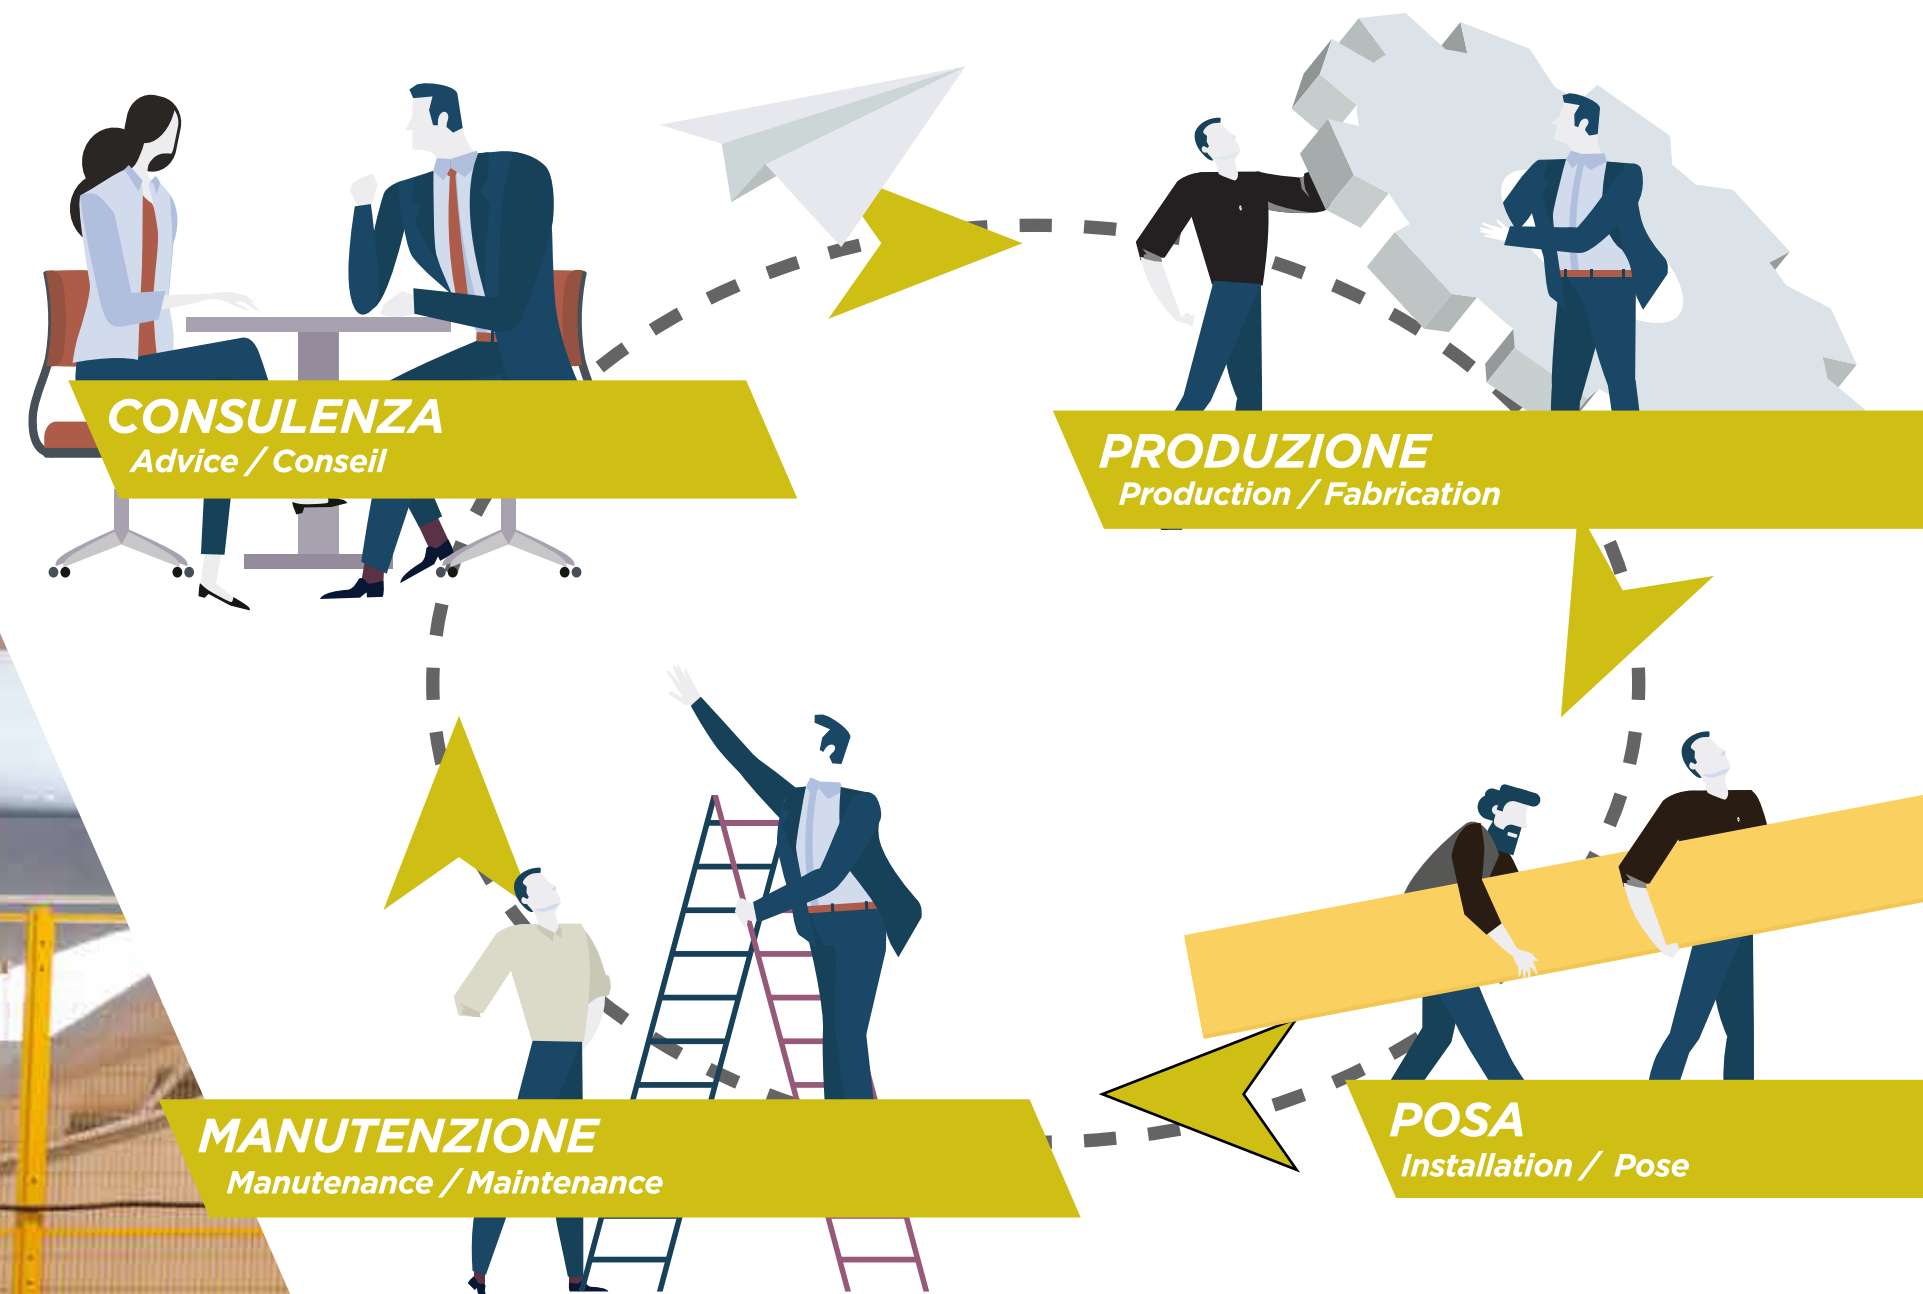 CONSULENZA
Advice / Conseil
PRODUZIONE
Production / Fabrication
MANUTENZIONE
Manutenance / Maintenance
POSA
Installation / Pose